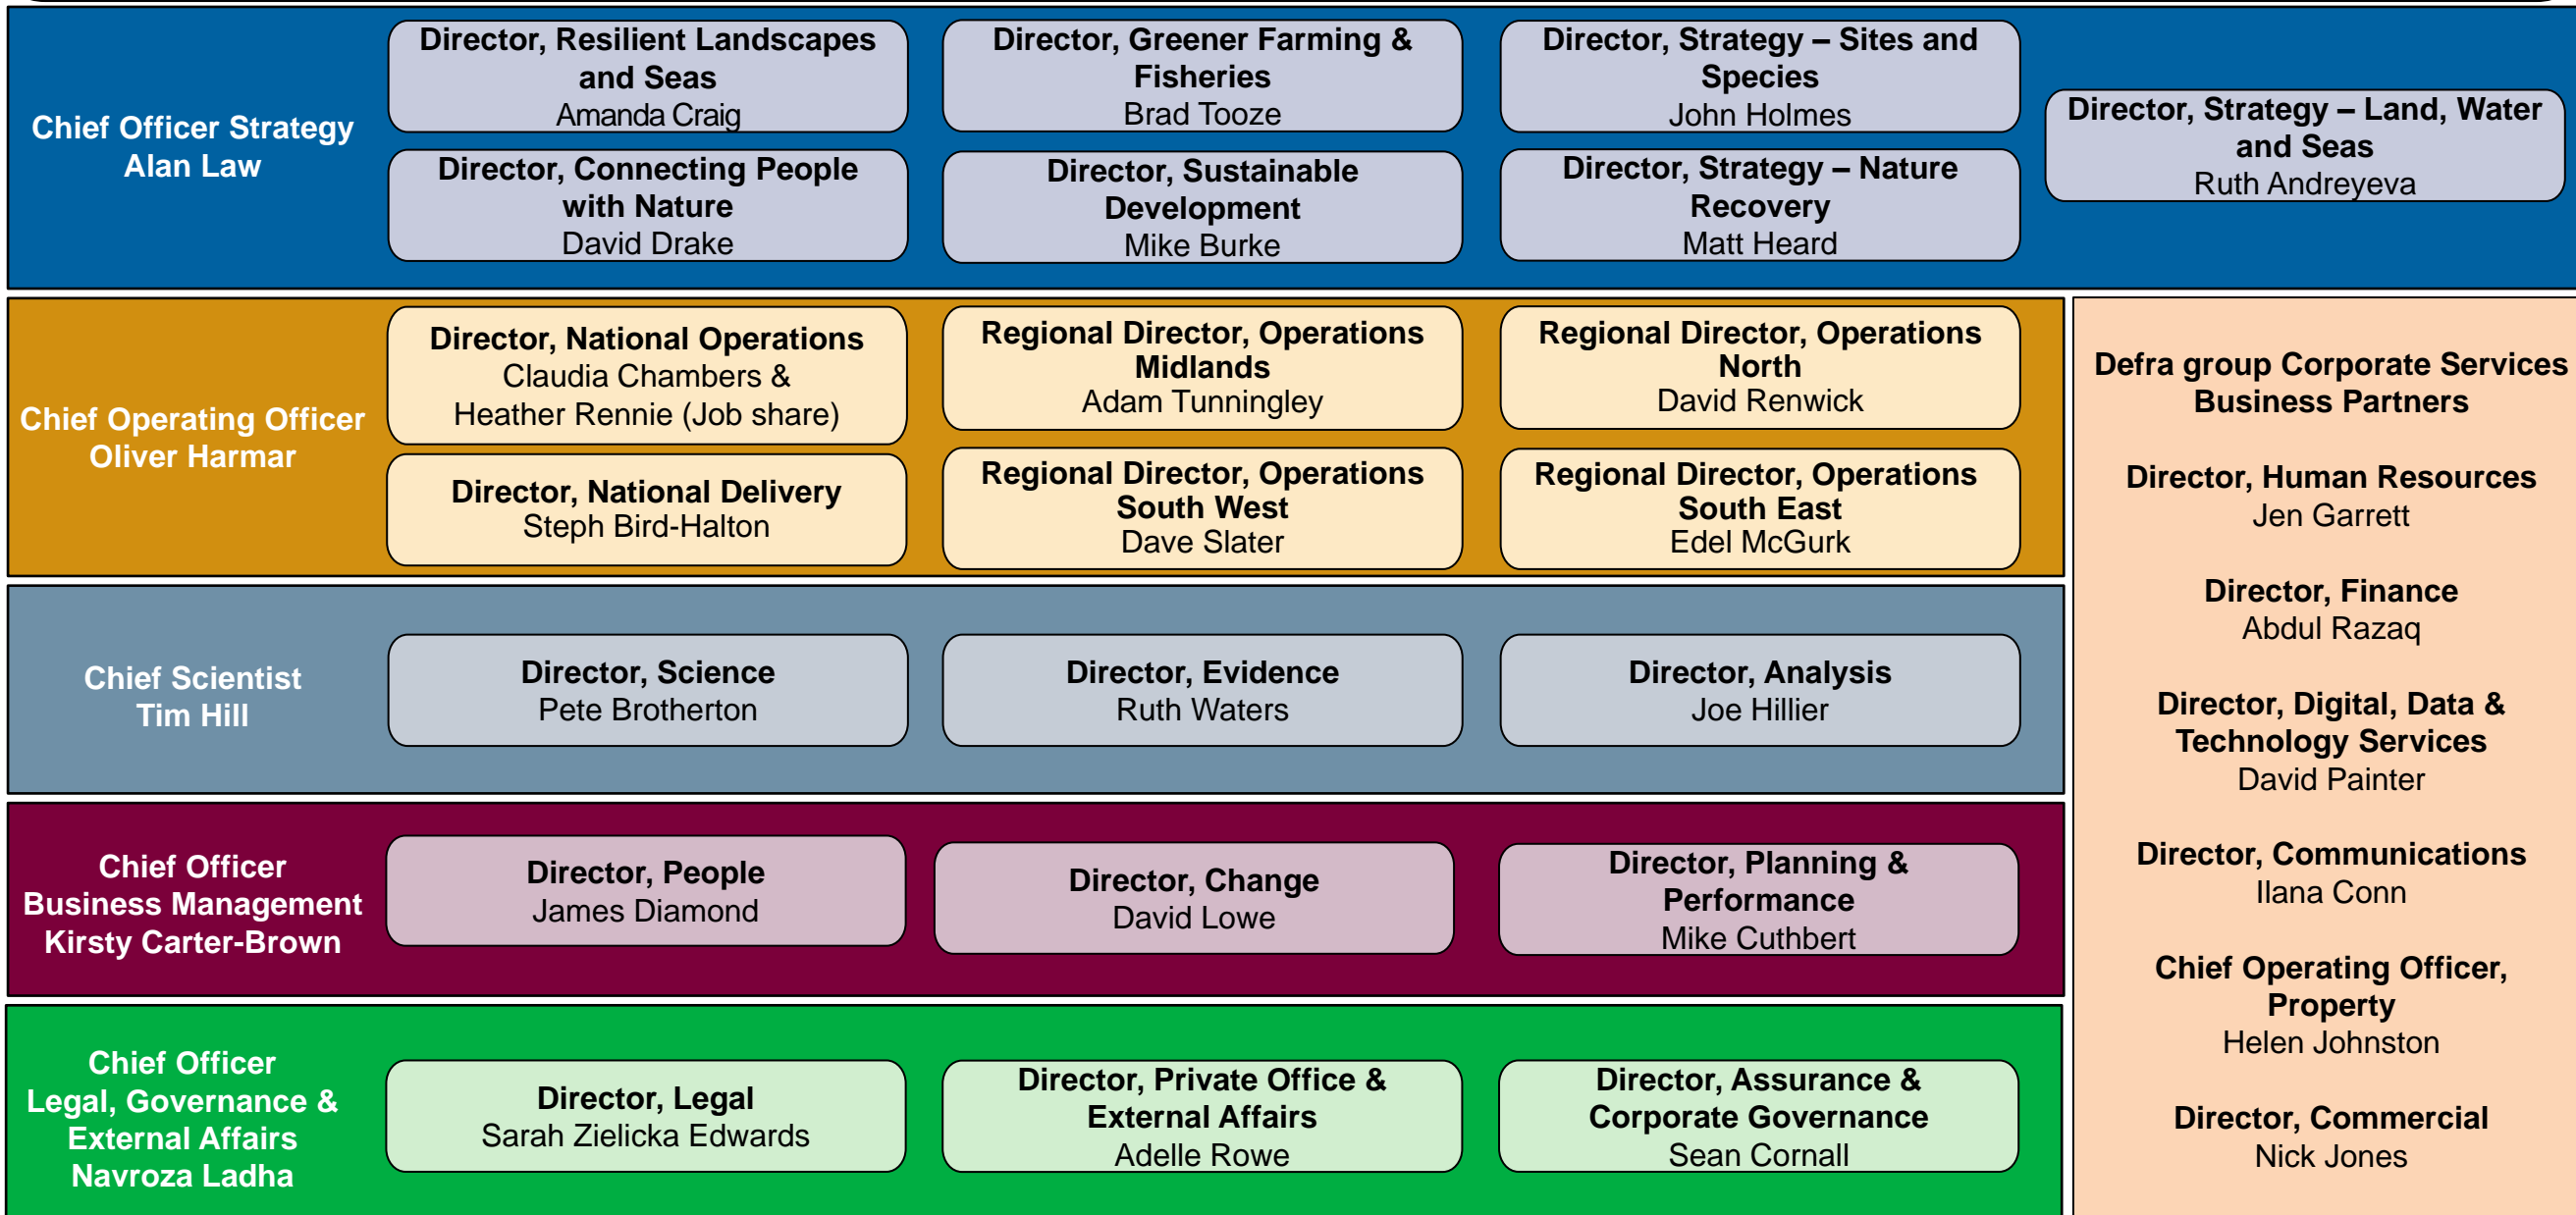 Chief Officer Strategy
Alan Law
Director, Resilient Landscapes
and Seas
Amanda Craig
Director, Greener Farming &
Fisheries
Brad Tooze
Director, Strategy – Sites and
Species
John Holmes
Director, Strategy – Land, Water
and Seas
Ruth Andreyeva
Director, Connecting People
with Nature
David Drake
Director, Sustainable
Development
Mike Burke
Director, Strategy – Nature
Recovery
Matt Heard
Chief Operating Officer
Oliver Harmar
Director, National Operations
Claudia Chambers &
Heather Rennie (Job share)
Regional Director, Operations
Midlands
Adam Tunningley
Regional Director, Operations
North
David Renwick
Director, National Delivery
Steph Bird-Halton
Regional Director, Operations
South West
Dave Slater
Regional Director, Operations
South East
Edel McGurk
Chief Scientist
Tim Hill
Director, Science
Pete Brotherton
Director, Evidence
Ruth Waters
Director, Analysis
Joe Hillier
Chief Officer
Business Management
Kirsty Carter-Brown
Director, People
James Diamond
Director, Change
David Lowe
Director, Planning &
Performance
Mike Cuthbert
Chief Officer
Legal, Governance &
External Affairs
Navroza Ladha
Director, Legal
Sarah Zielicka Edwards
Director, Private Office &
External Affairs
Adelle Rowe
Director, Assurance &
Corporate Governance
Sean Cornall
Defra group Corporate Services
Business Partners
Director, Human Resources
Jen Garrett
Director, Finance
Abdul Razaq
Director, Digital, Data &
Technology Services
David Painter
Director, Communications
Ilana Conn
Chief Operating Officer,
Property
Helen Johnston
Director, Commercial
Nick Jones